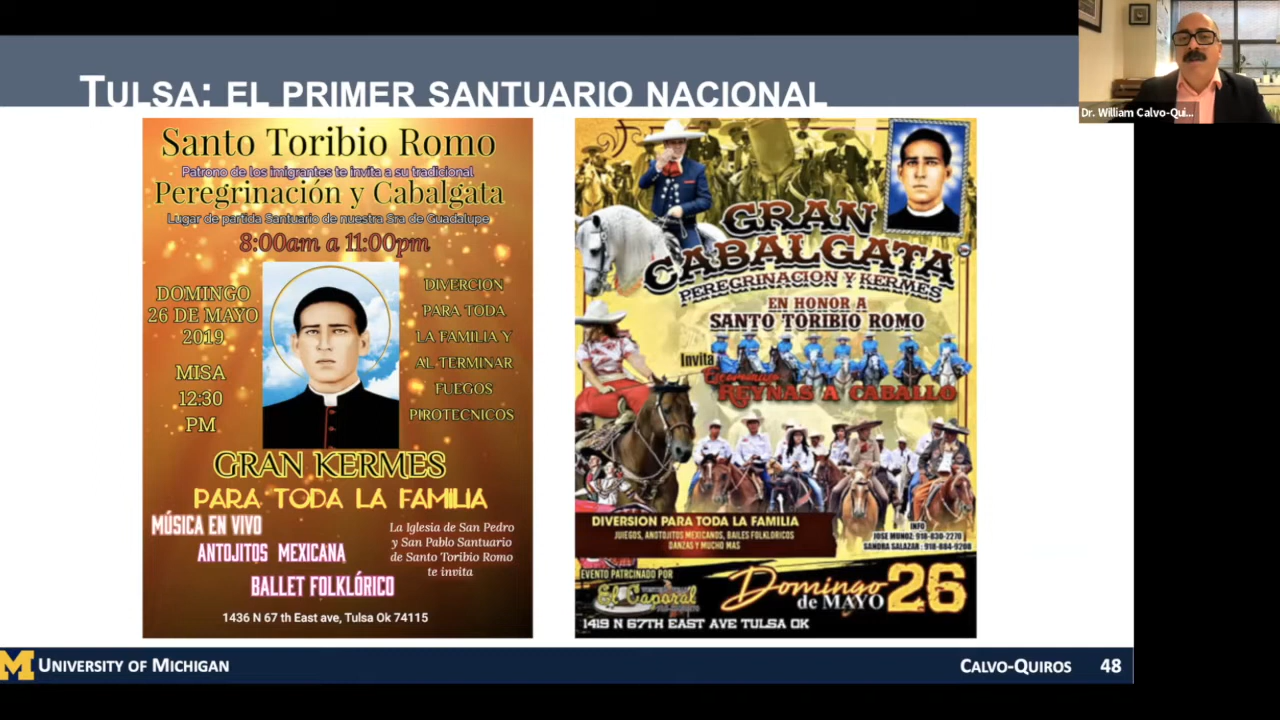 TULSA: EL PRIMER SANTUARIO NACIONAL
Dr. William Calvo-Qui...
Santo Toribio Romo
Patrono de los imigrantes te invita a su tradicional
Peregrinación y Cabalgata
Lugar de partida Santuario de nuestra Sra de Guadalupe
8:00am a 11:00pm
DOMINGO
26 DE MAYO
2019
MISA
12:30
PM
DIVERCION
PARA TODA
LA FAMILIA Y
AL TERMINAR
FUEGOS
PIROTECNICOS
GRAN KERMES
PARA TODA LA FAMILIA
MÚSICA EN VIVO
ANTOJITOS MEXICANA
BALLET FOLKLÓRICO
La Iglesia de San Pedro
y San Pablo Santuario
de Santo Toribio Romo
te invita
1436 N 67 th East ave, Tulsa Ok 74115
GRAN
CABALGATA
PEREGRINACION Y KERMES
EN HONOR A
SANTO TORIBIO ROMO
Invita
REYNAS A CABALLO
DIVERSION PARA TODA LA FAMILIA
JUEGOS, ANOTOJITOS MEXICANOS, BAILES FOLKLORICOS
DANZAS Y MUCHO MAS
INFO
JOSE MUNOZ: 918-830-2270
SANDRA SALAZAR : 918-884-9208
EVENTO PATRCINADO POR
El Caporal
Domingo
de MAYO
26
1419 N 67TH EAST AVE TULSA OK
M UNIVERSITY OF MICHIGAN
CALVO-QUIROS 48